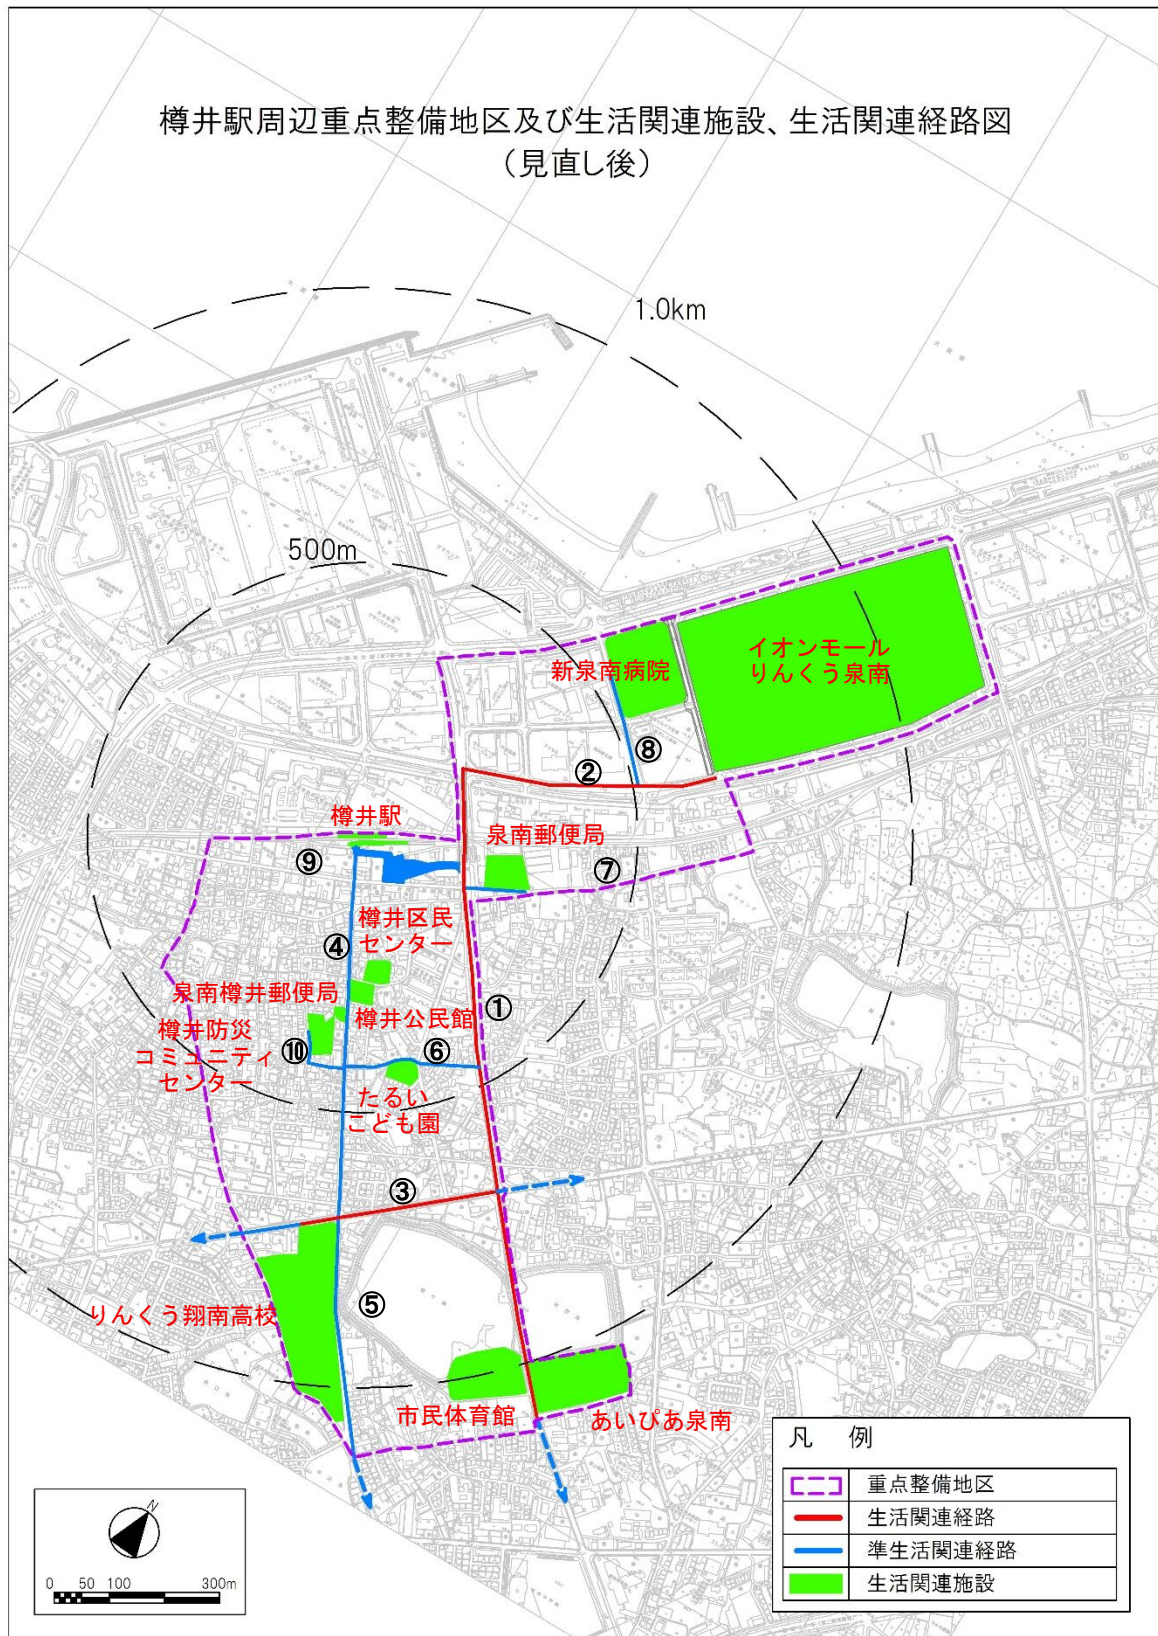 樽井駅周辺重点整備地区及び生活関連施設、生活関連経路図
（見直し後）
1.0km
500m
イオンモール
りんくう泉南
新泉南病院
⑧
②
樽井駅
泉南郵便局
⑨
⑦
樽井区民
センター
④
泉南樽井郵便局
樽井公民館
①
樽井防災
コミュニティ
センター
⑩
⑥
たるい
こども園
③
⑤
りんくう翔南高校
市民体育館
あいぴあ泉南
凡 例
重点整備地区
生活関連経路
準生活関連経路
生活関連施設
N
0 50 100 300m